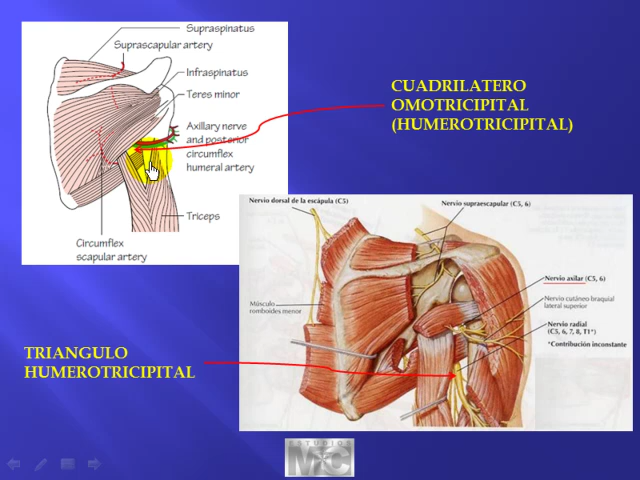 Supraspinatus
Suprascapular artery
Infraspinatus
Teres minor
Axillary nerve
and posterior
circumflex
humeral artery
Triceps
Circumflex
scapular artery
CUADRILATERO
OMOTRICIPITAL
(HUMEROTRICIPITAL)
Nervio dorsal de la escápula (C5)
Nervio supraescapular (C5, 6)
Nervio axilar (C5, 6)
Nervio cutáneo braquial
lateral superior
Músculo
romboides menor
Nervio radial
(C5, 6, 7, 8, T1*)
*Contribución inconstante
TRIANGULO
HUMEROTRICIPITAL
ESTUDIOS
MC